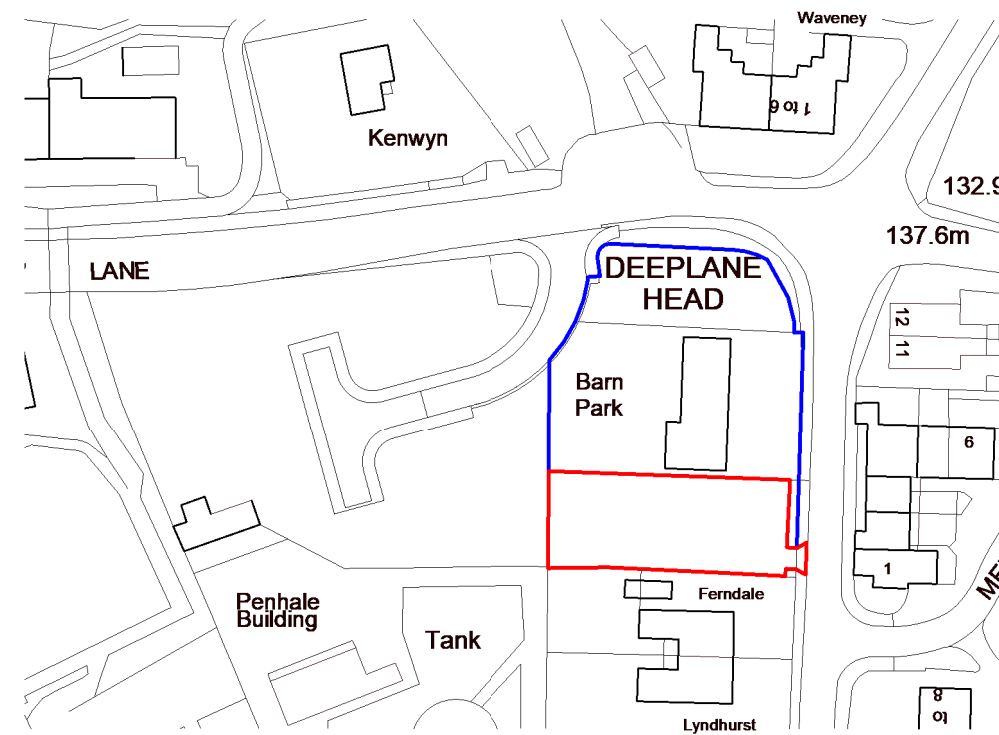 Waveney
1 to 6
Kenwyn
132.9
137.6m
LANE
DEEPLANE
HEAD
12
11
Barn
Park
6
1
Ferndale
Penhale
Building
Tank
8
to
Lyndhurst